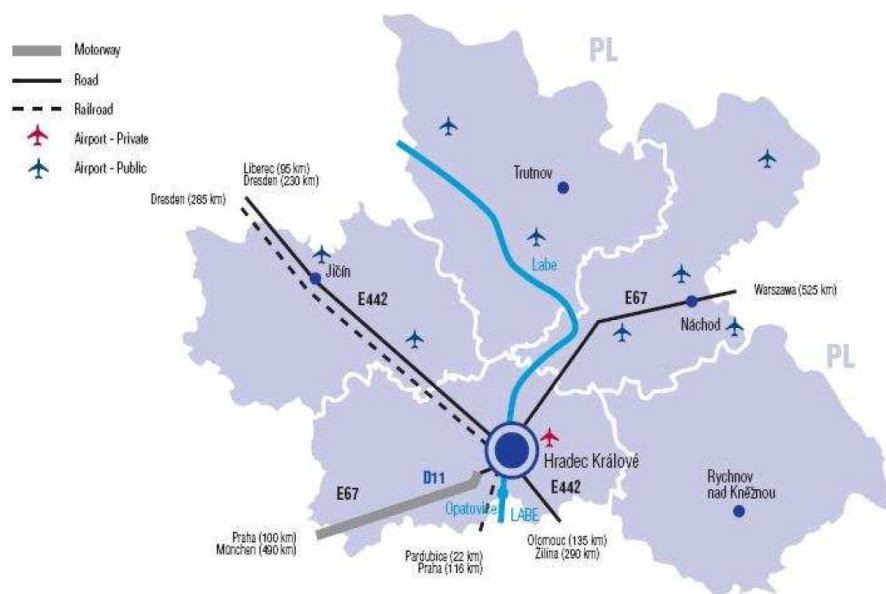 PL
Motorway
Road
Railroad
Airport - Private
Airport - Public
Liberec (95 km)
Dresden (230 km)
Dresden (285 km)
Trutnov
Labe
Jičín
E442
E67
Warszawa (525 km)
Náchod
PL
Hradec Králové
D11
E442
E67
Opatovice
LABE
Rychnov
nad Kněžnou
Praha (100 km)
München (490 km)
Olomouc (135 km)
Žilina (290 km)
Pardubice (22 km)
Praha (116 km)